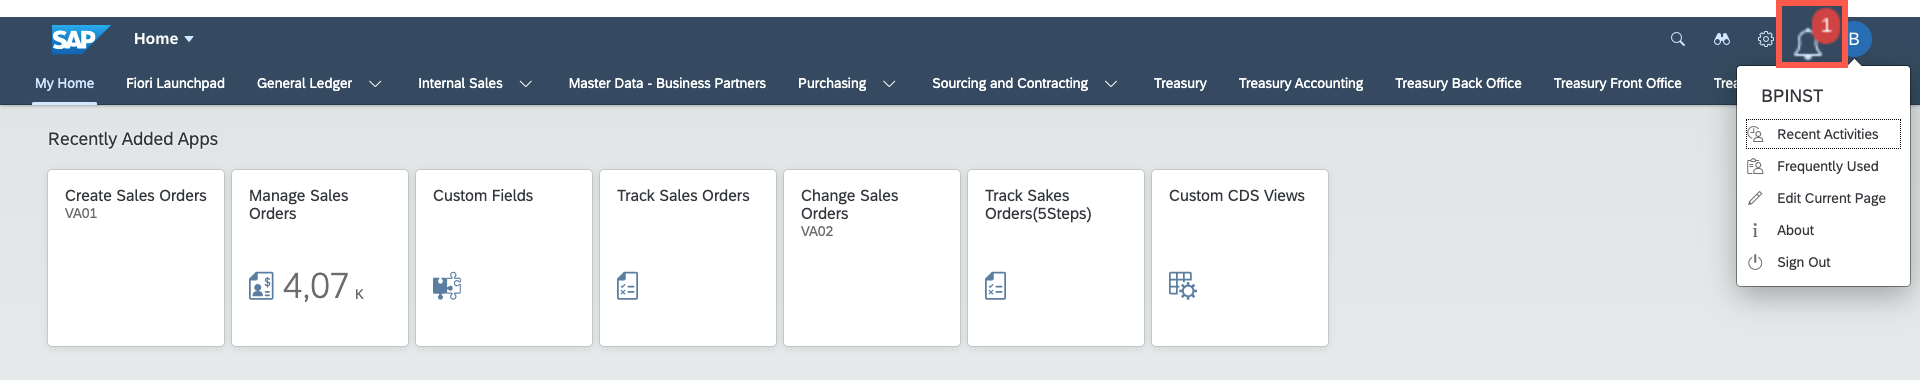 SAP Home 1 B
My Home Fiori Launchpad General Ledger Internal Sales Master Data - Business Partners Purchasing Sourcing and Contracting Treasury Treasury Accounting Treasury Back Office Treasury Front Office
BPINST
Recent Activities
Frequently Used
Edit Current Page
About
Sign Out
Recently Added Apps
Create Sales Orders
VA01
Manage Sales
Orders
4,07 K
Custom Fields
Track Sales Orders
Change Sales
Orders
VA02
Track Sakes
Orders(5Steps)
Custom CDS Views